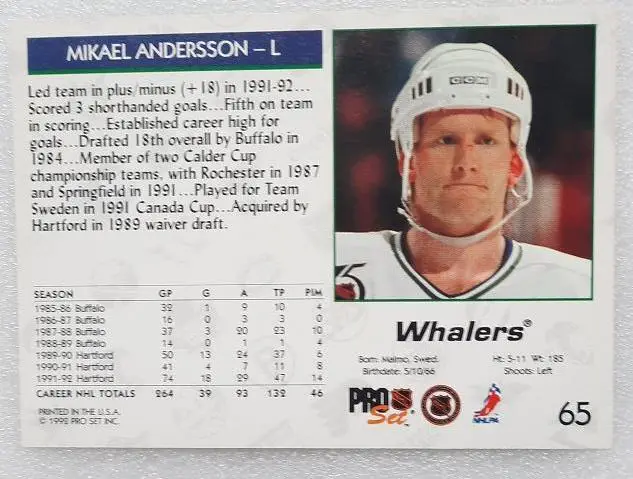 MIKAEL ANDERSSON – L
Led team in plus/minus (+18) in 1991-92...
Scored 3 shorthanded goals...Fifth on team
in scoring...Established career high for
goals...Drafted 18th overall by Buffalo in
1984...Member of two Calder Cup
championship teams, with Rochester in 1987
and Springfield in 1991...Played for Team
Sweden in 1991 Canada Cup...Acquired by
Hartford in 1989 waiver draft.
CCM
75
SEASON GP G A TP PIM
1985-86 Buffalo 32 1 9 10 4
1986-87 Buffalo 16 0 3 3 0
1987-88 Buffalo 37 3 20 23 10
1988-89 Buffalo 14 0 1 1 4
1989-90 Hartford 50 13 24 37 6
1990-91 Hartford 41 4 7 11 8
1991-92 Hartford 74 18 29 47 14
CAREER NHL TOTALS 264 39 93 132 46
PRINTED IN THE U.S.A.
© 1992 PRO SET INC.
Whalers®
Born: Malmo, Swed. Ht: 5-11 Wt: 185
Birthdate: 5/10/66 Shoots: Left
PRO Set
NHLPA
65